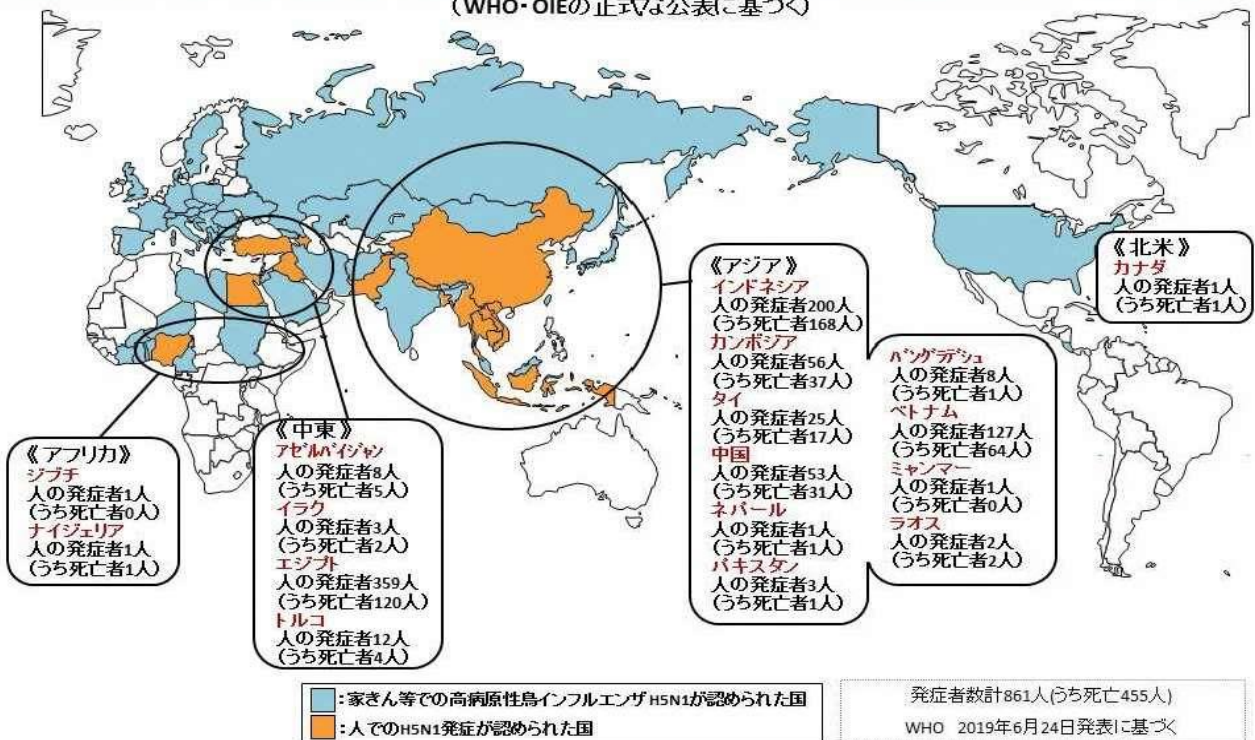 (WHO・OIEの正式な公表に基づく)
《北米》
カナダ
人の発症者1人
(うち死亡者1人)
《アジア》
インドネシア
人の発症者200人
(うち死亡者168人)
カンボジア
人の発症者56人
(うち死亡者37人)
タイ
人の発症者25人
(うち死亡者17人)
中国
人の発症者53人
(うち死亡者31人)
ネパール
人の発症者1人
(うち死亡者1人)
パキスタン
人の発症者3人
(うち死亡者1人)
バングラデシュ
人の発症者8人
(うち死亡者1人)
ベトナム
人の発症者127人
(うち死亡者64人)
ミャンマー
人の発症者1人
(うち死亡者0人)
ラオス
人の発症者2人
(うち死亡者2人)
《中東》
アゼルバイジャン
人の発症者8人
(うち死亡者5人)
イラク
人の発症者3人
(うち死亡者2人)
エジプト
人の発症者359人
(うち死亡者120人)
トルコ
人の発症者12人
(うち死亡者4人)
《アフリカ》
ジブチ
人の発症者1人
(うち死亡者0人)
ナイジェリア
人の発症者1人
(うち死亡者1人)
:家きん等での高病原性鳥インフルエンザH5N1が認められた国
:人でのH5N1発症が認められた国
発症者数計861人(うち死亡455人)
WHO 2019年6月24日発表に基づく